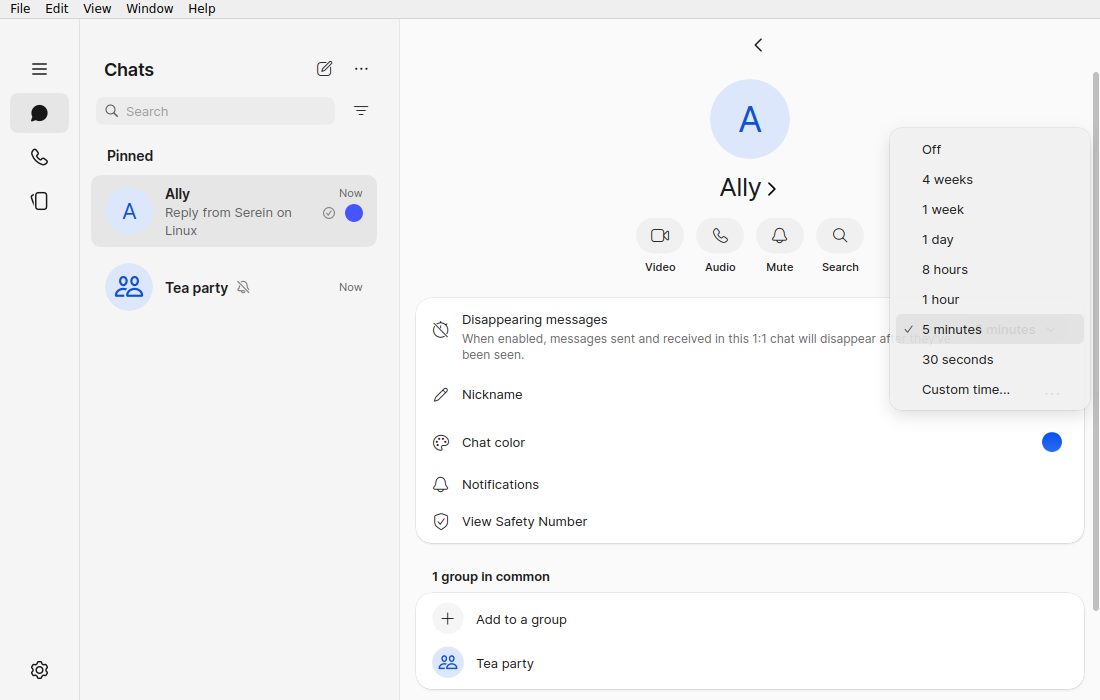 File Edit View Window Help
Chats
Search
Pinned
A
Ally
Now
Reply from Serein on
Linux
Tea party
Now
A
Ally
Video
Audio
Mute
Search
Disappearing messages
When enabled, messages sent and received in this 1:1 chat will disappear after they've
been seen.
Off
4 weeks
1 week
1 day
8 hours
1 hour
5 minutes
minutes
30 seconds
Custom time...
Nickname
Chat color
Notifications
View Safety Number
1 group in common
Add to a group
Tea party